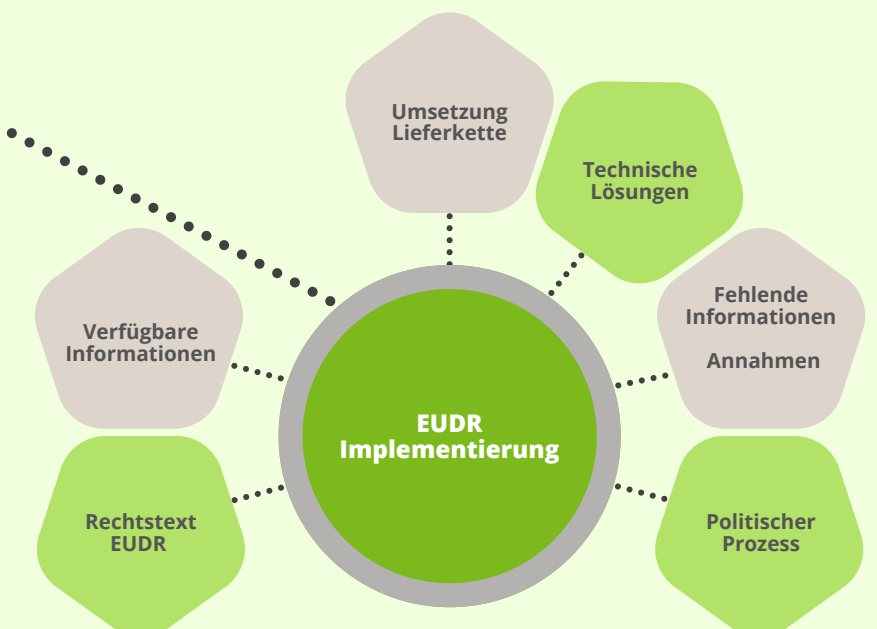 Umsetzung
Lieferkette
Technische
Lösungen
Fehlende
Informationen
Annahmen
Verfügbare
Informationen
EUDR
Implementierung
Rechtstext
EUDR
Politischer
Prozess